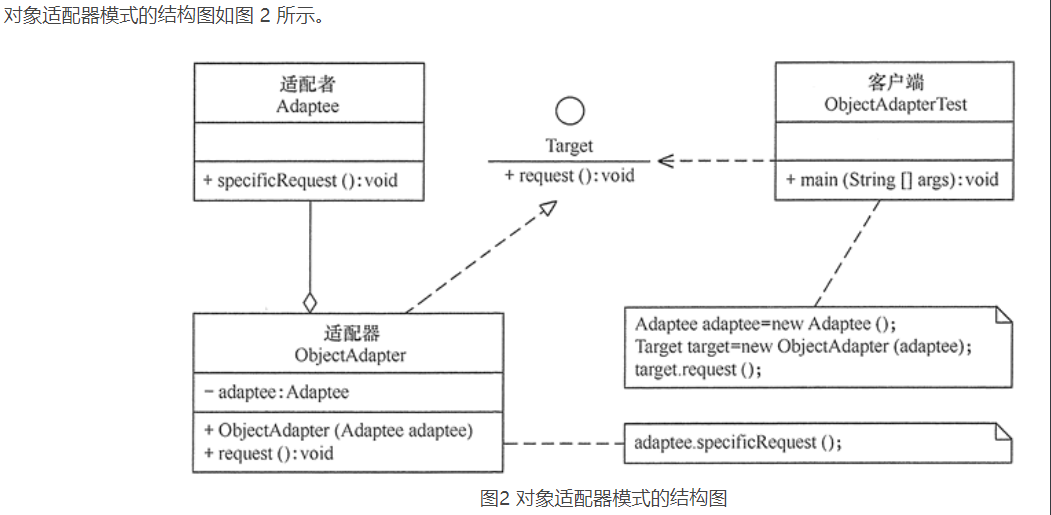 对象适配器模式的结构图如图 2 所示。
适配者
Adaptee
+ specificRequest ( ) : void
Target
+ request ( ) : void
客户端
ObjectAdapterTest
+ main (String [] args) : void
适配器
ObjectAdapter
− adaptee : Adaptee
+ ObjectAdapter (Adaptee adaptee)
+ request ( ) : void
Adaptee adaptee=new Adaptee ( );
Target target=new ObjectAdapter (adaptee);
target.request ( );
adaptee.specificRequest ( );
图2 对象适配器模式的结构图